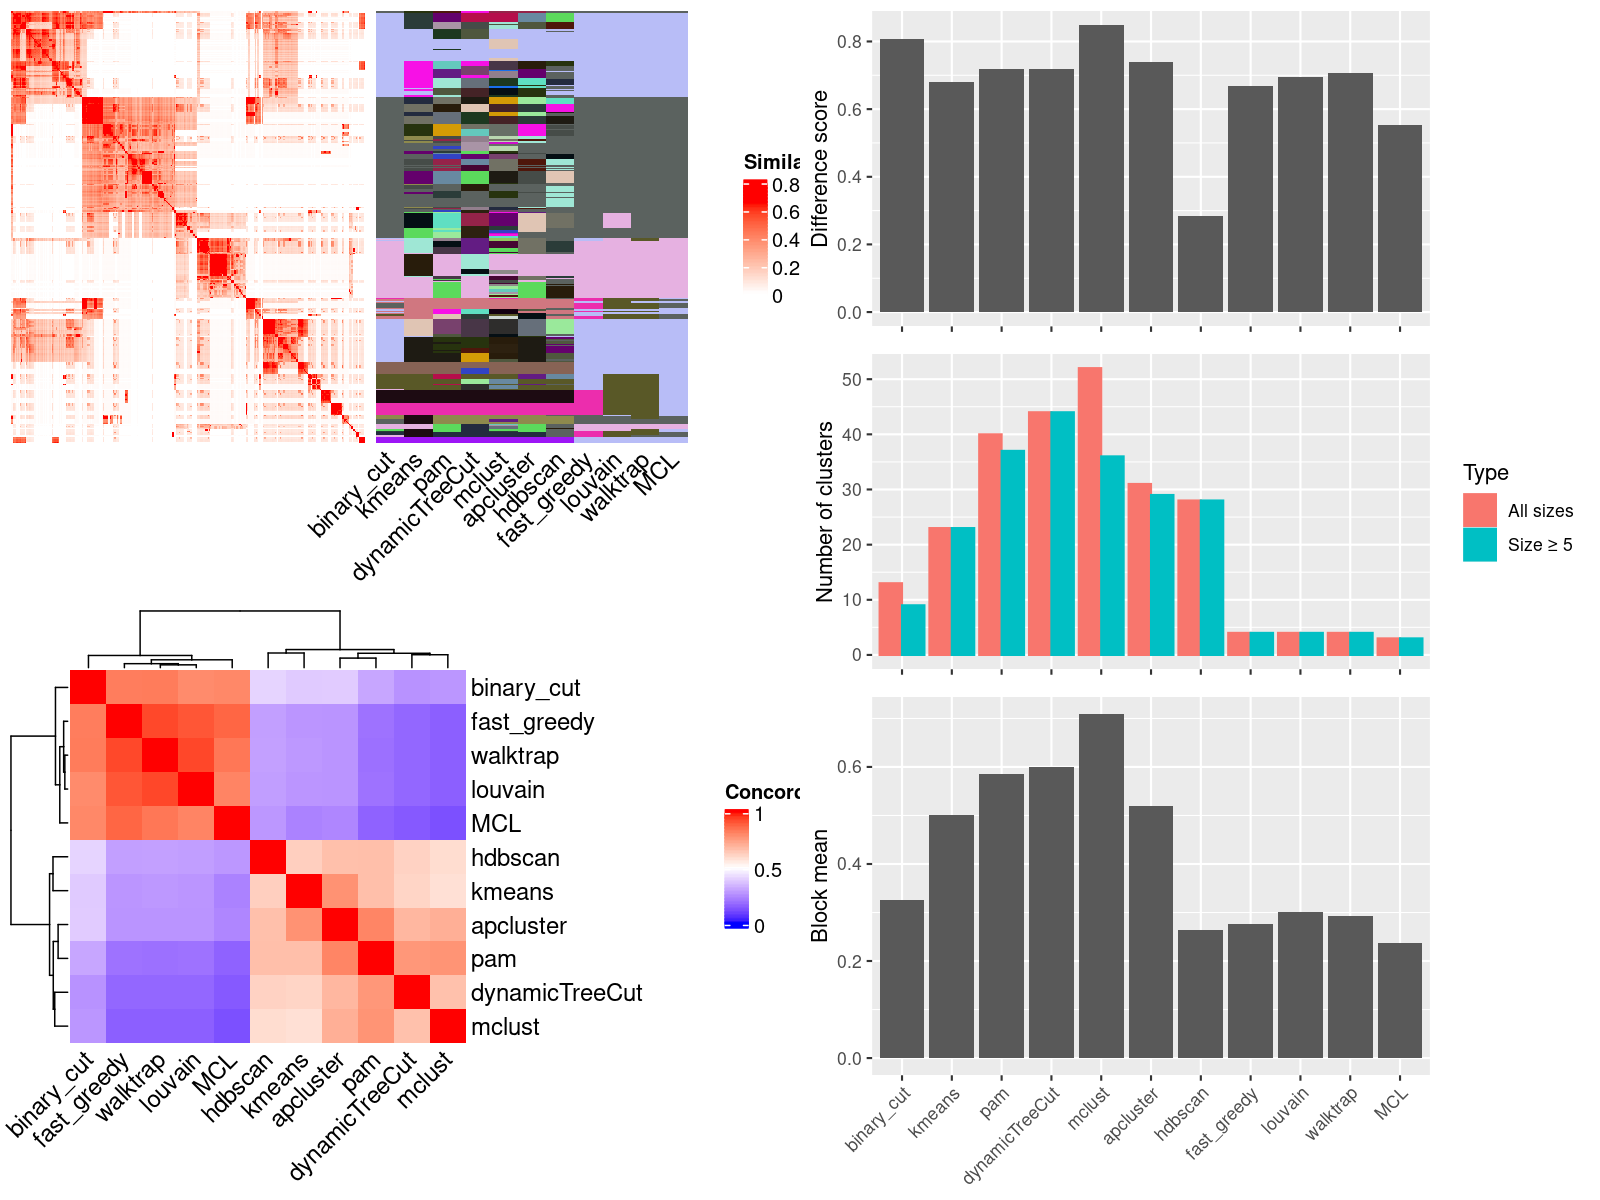 Simila
0.8
0.6
0.4
0.2
0
binary_cut
kmeans
pam
dynamicTreeCut
mclust
apcluster
hdbscan
fast_greedy
louvain
walktrap
MCL
binary_cut
fast_greedy
walktrap
louvain
MCL
hdbscan
kmeans
apcluster
pam
dynamicTreeCut
mclust
binary_cut
fast_greedy
walktrap
louvain
MCL
hdbscan
kmeans
apcluster
pam
dynamicTreeCut
mclust
Concord
1
0.5
0
Difference score
0.8
0.6
0.4
0.2
0.0
Number of clusters
50
40
30
20
10
0
Type
All sizes
Size ≥ 5
Block mean
0.6
0.4
0.2
0.0
binary_cut
kmeans
pam
dynamicTreeCut
mclust
apcluster
hdbscan
fast_greedy
louvain
walktrap
MCL